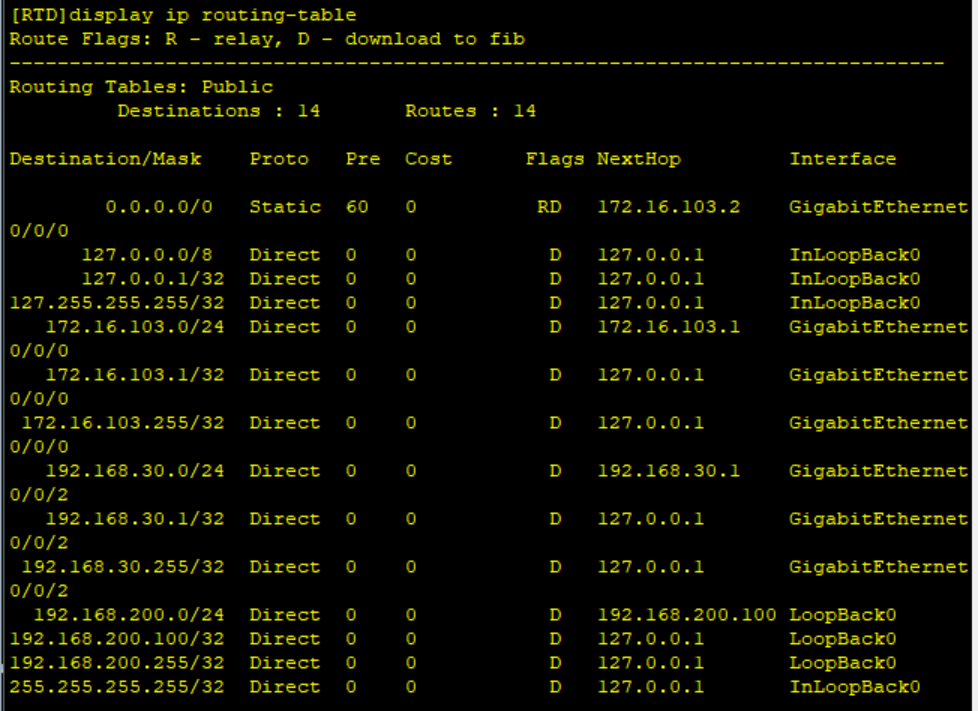 [RTD]display ip routing-table
Route Flags: R - relay, D - download to fib
------------------------------------------------------------------------------
Routing Tables: Public
         Destinations : 14       Routes : 14

Destination/Mask    Proto   Pre  Cost      Flags NextHop         Interface

        0.0.0.0/0   Static  60   0          RD   172.16.103.2    GigabitEthernet
0/0/0
      127.0.0.0/8   Direct  0    0           D   127.0.0.1       InLoopBack0
      127.0.0.1/32  Direct  0    0           D   127.0.0.1       InLoopBack0
127.255.255.255/32  Direct  0    0           D   127.0.0.1       InLoopBack0
   172.16.103.0/24  Direct  0    0           D   172.16.103.1    GigabitEthernet
0/0/0
   172.16.103.1/32  Direct  0    0           D   127.0.0.1       GigabitEthernet
0/0/0
 172.16.103.255/32  Direct  0    0           D   127.0.0.1       GigabitEthernet
0/0/0
   192.168.30.0/24  Direct  0    0           D   192.168.30.1    GigabitEthernet
0/0/2
   192.168.30.1/32  Direct  0    0           D   127.0.0.1       GigabitEthernet
0/0/2
 192.168.30.255/32  Direct  0    0           D   127.0.0.1       GigabitEthernet
0/0/2
  192.168.200.0/24  Direct  0    0           D   192.168.200.100 LoopBack0
192.168.200.100/32  Direct  0    0           D   127.0.0.1       LoopBack0
192.168.200.255/32  Direct  0    0           D   127.0.0.1       LoopBack0
255.255.255.255/32  Direct  0    0           D   127.0.0.1       InLoopBack0